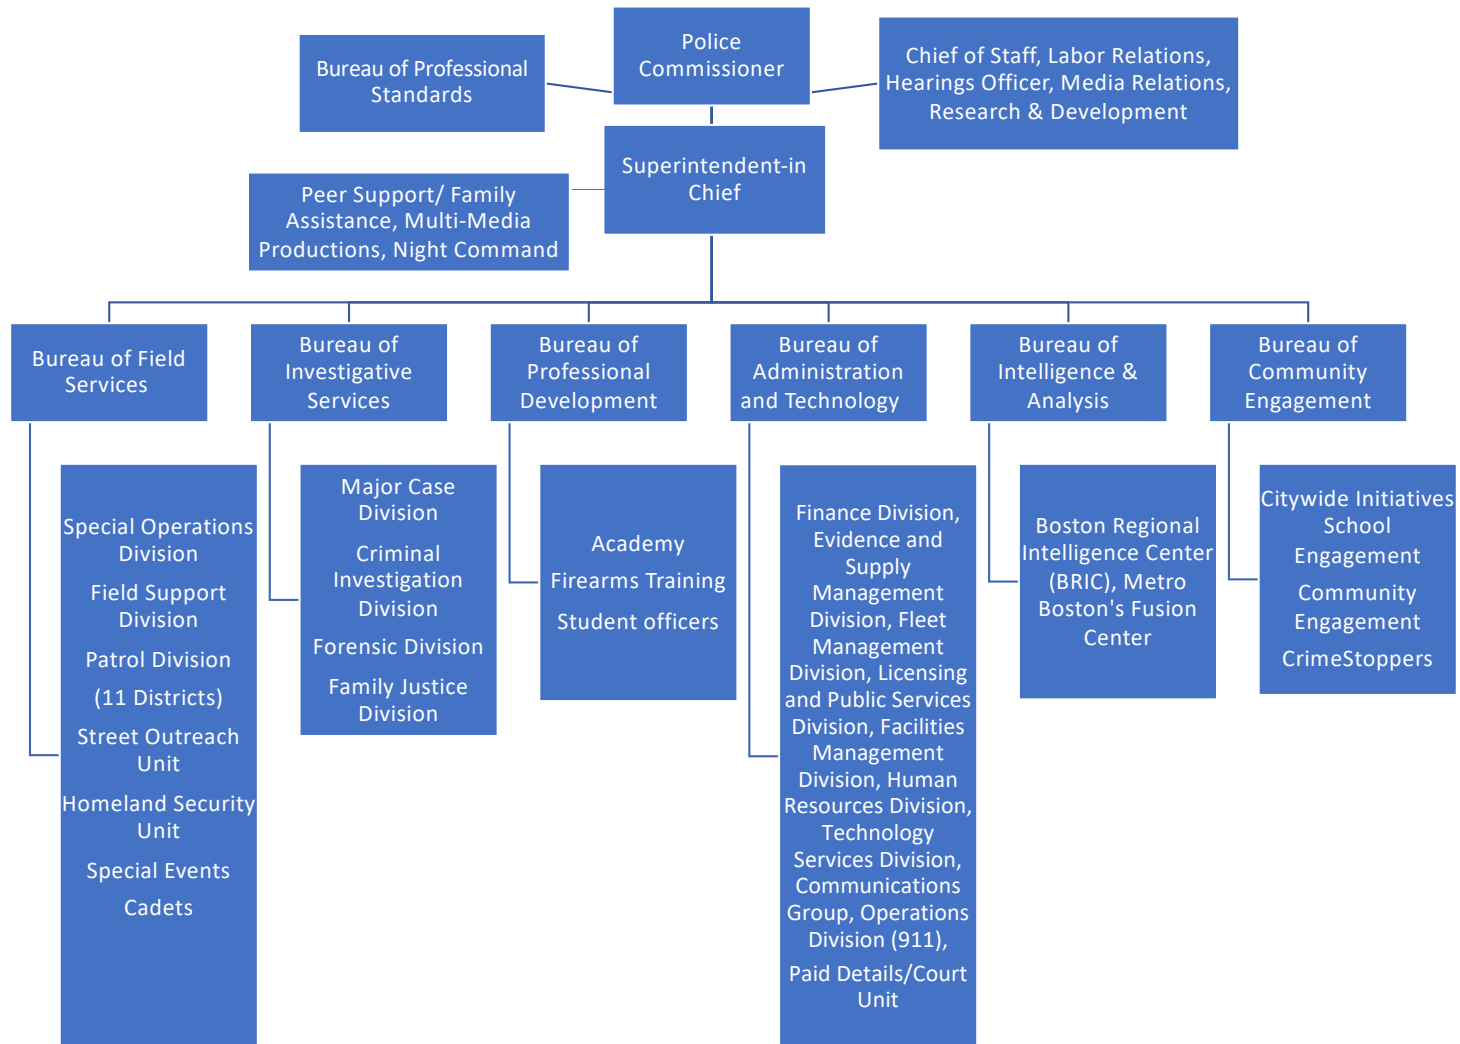 Police
Commissioner
Bureau of Professional
Standards
Chief of Staff, Labor Relations,
Hearings Officer, Media Relations,
Research & Development
Superintendent-in
Chief
Peer Support/ Family
Assistance, Multi-Media
Productions, Night Command
Bureau of Field
Services
Bureau of
Investigative
Services
Bureau of
Professional
Development
Bureau of
Administration
and Technology
Bureau of
Intelligence &
Analysis
Bureau of
Community
Engagement
Special Operations
Division
Field Support
Division
Patrol Division
(11 Districts)
Street Outreach
Unit
Homeland Security
Unit
Special Events
Cadets
Major Case
Division
Criminal
Investigation
Division
Forensic Division
Family Justice
Division
Academy
Firearms Training
Student officers
Finance Division,
Evidence and
Supply
Management
Division, Fleet
Management
Division, Licensing
and Public Services
Division, Facilities
Management
Division, Human
Resources Division,
Technology
Services Division,
Communications
Group, Operations
Division (911),
Paid Details/Court
Unit
Boston Regional
Intelligence Center
(BRIC), Metro
Boston's Fusion
Center
Citywide Initiatives
School
Engagement
Community
Engagement
CrimeStoppers